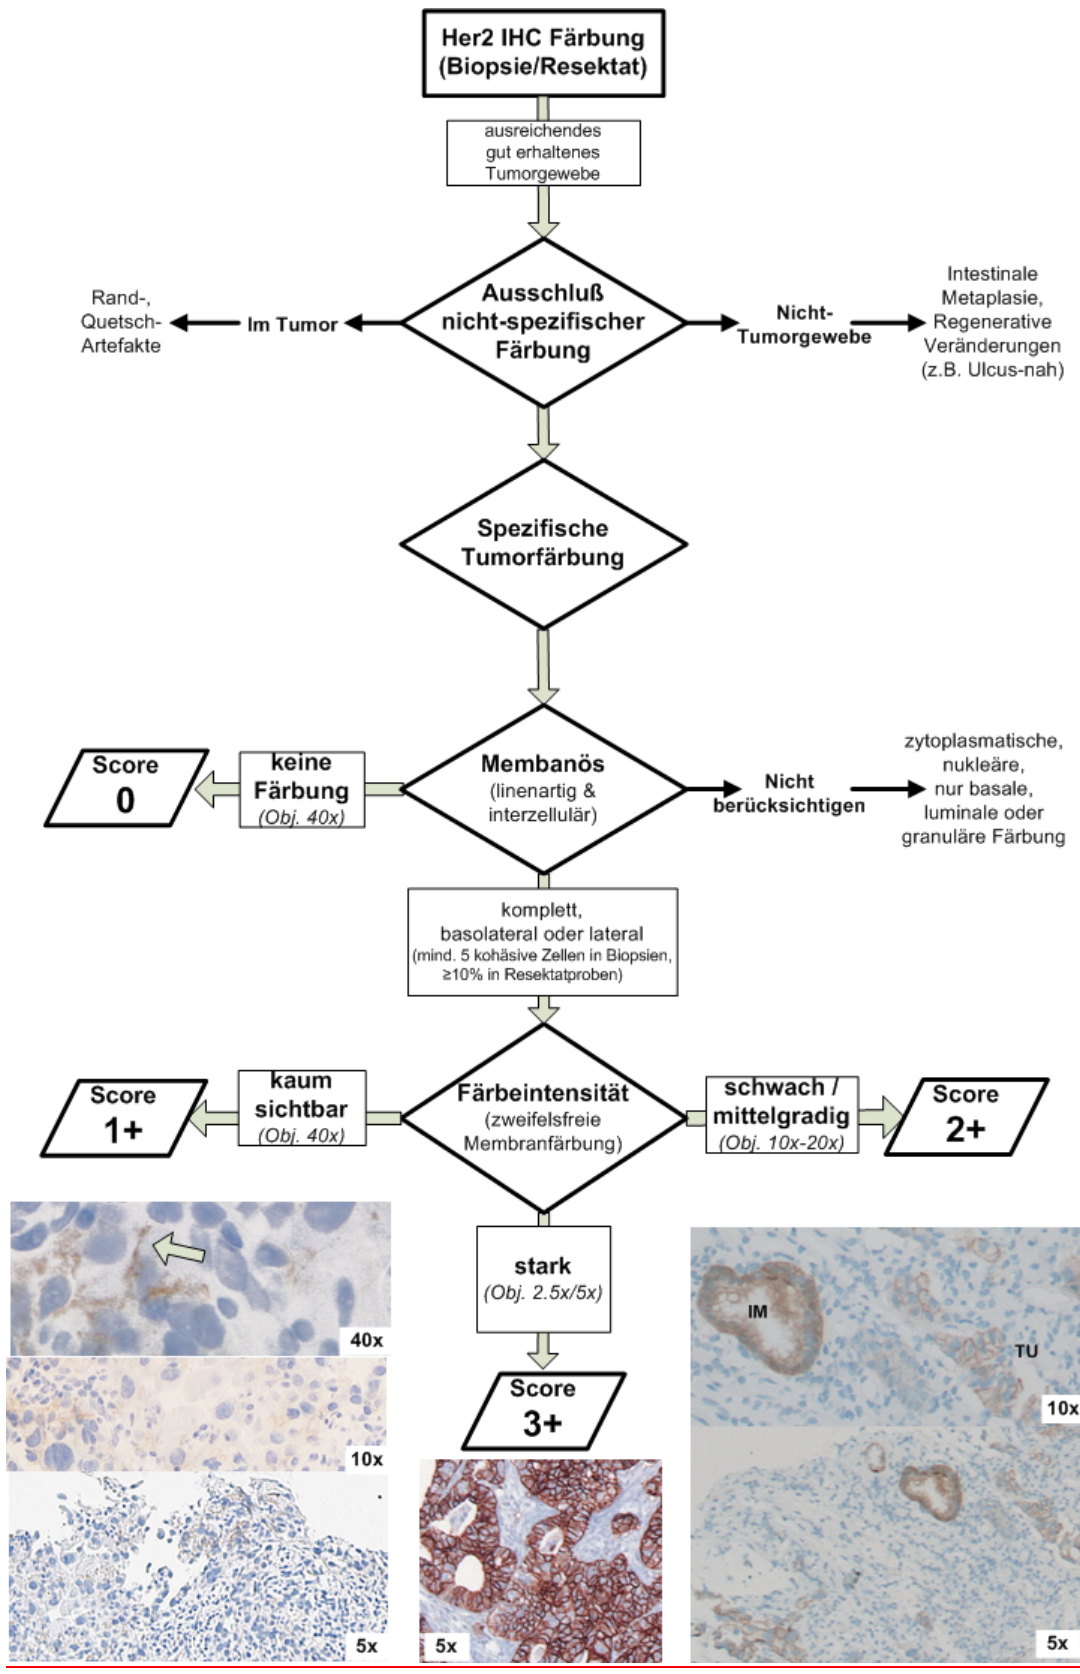 Her2 IHC Färbung
(Biopsie/Resektat)
ausreichendes
gut erhaltenes
Tumorgewebe
Ausschluß
nicht-spezifischer
Färbung
Im Tumor
Rand-,
Quetsch-
Artefakte
Nicht-
Tumorgewebe
Intestinale
Metaplasie,
Regenerative
Veränderungen
(z.B. Ulcus-nah)
Spezifische
Tumorfärbung
Membanös
(linenartig &
interzellulär)
keine
Färbung
(Obj. 40x)
Score
0
Nicht
berücksichtigen
zytoplasmatische,
nukleäre,
nur basale,
luminale oder
granuläre Färbung
komplett,
basolateral oder lateral
(mind. 5 kohäsive Zellen in Biopsien,
≥10% in Resektatproben)
Färbeintensität
(zweifelsfreie
Membranfärbung)
kaum
sichtbar
(Obj. 40x)
Score
1+
schwach /
mittelgradig
(Obj. 10x-20x)
Score
2+
stark
(Obj. 2.5x/5x)
Score
3+
40x
10x
5x
5x
IM
TU
10x
5x